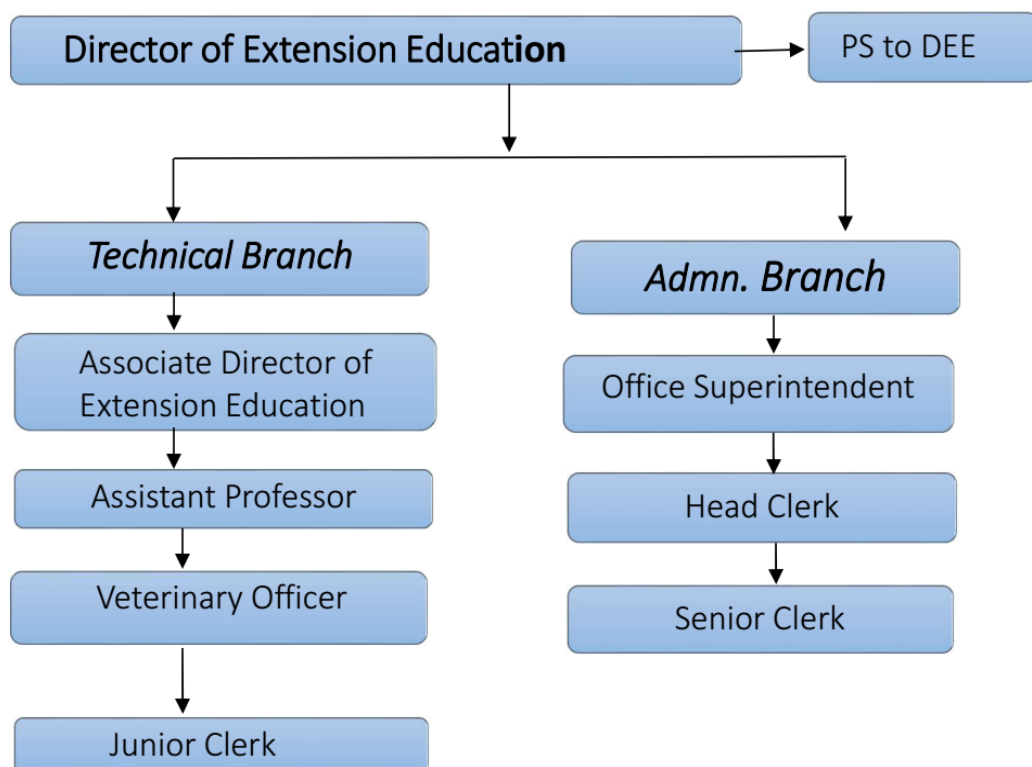 Director of Extension Education
PS to DEE
Technical Branch
Admn. Branch
Associate Director of
Extension Education
Office Superintendent
Assistant Professor
Head Clerk
Veterinary Officer
Senior Clerk
Junior Clerk